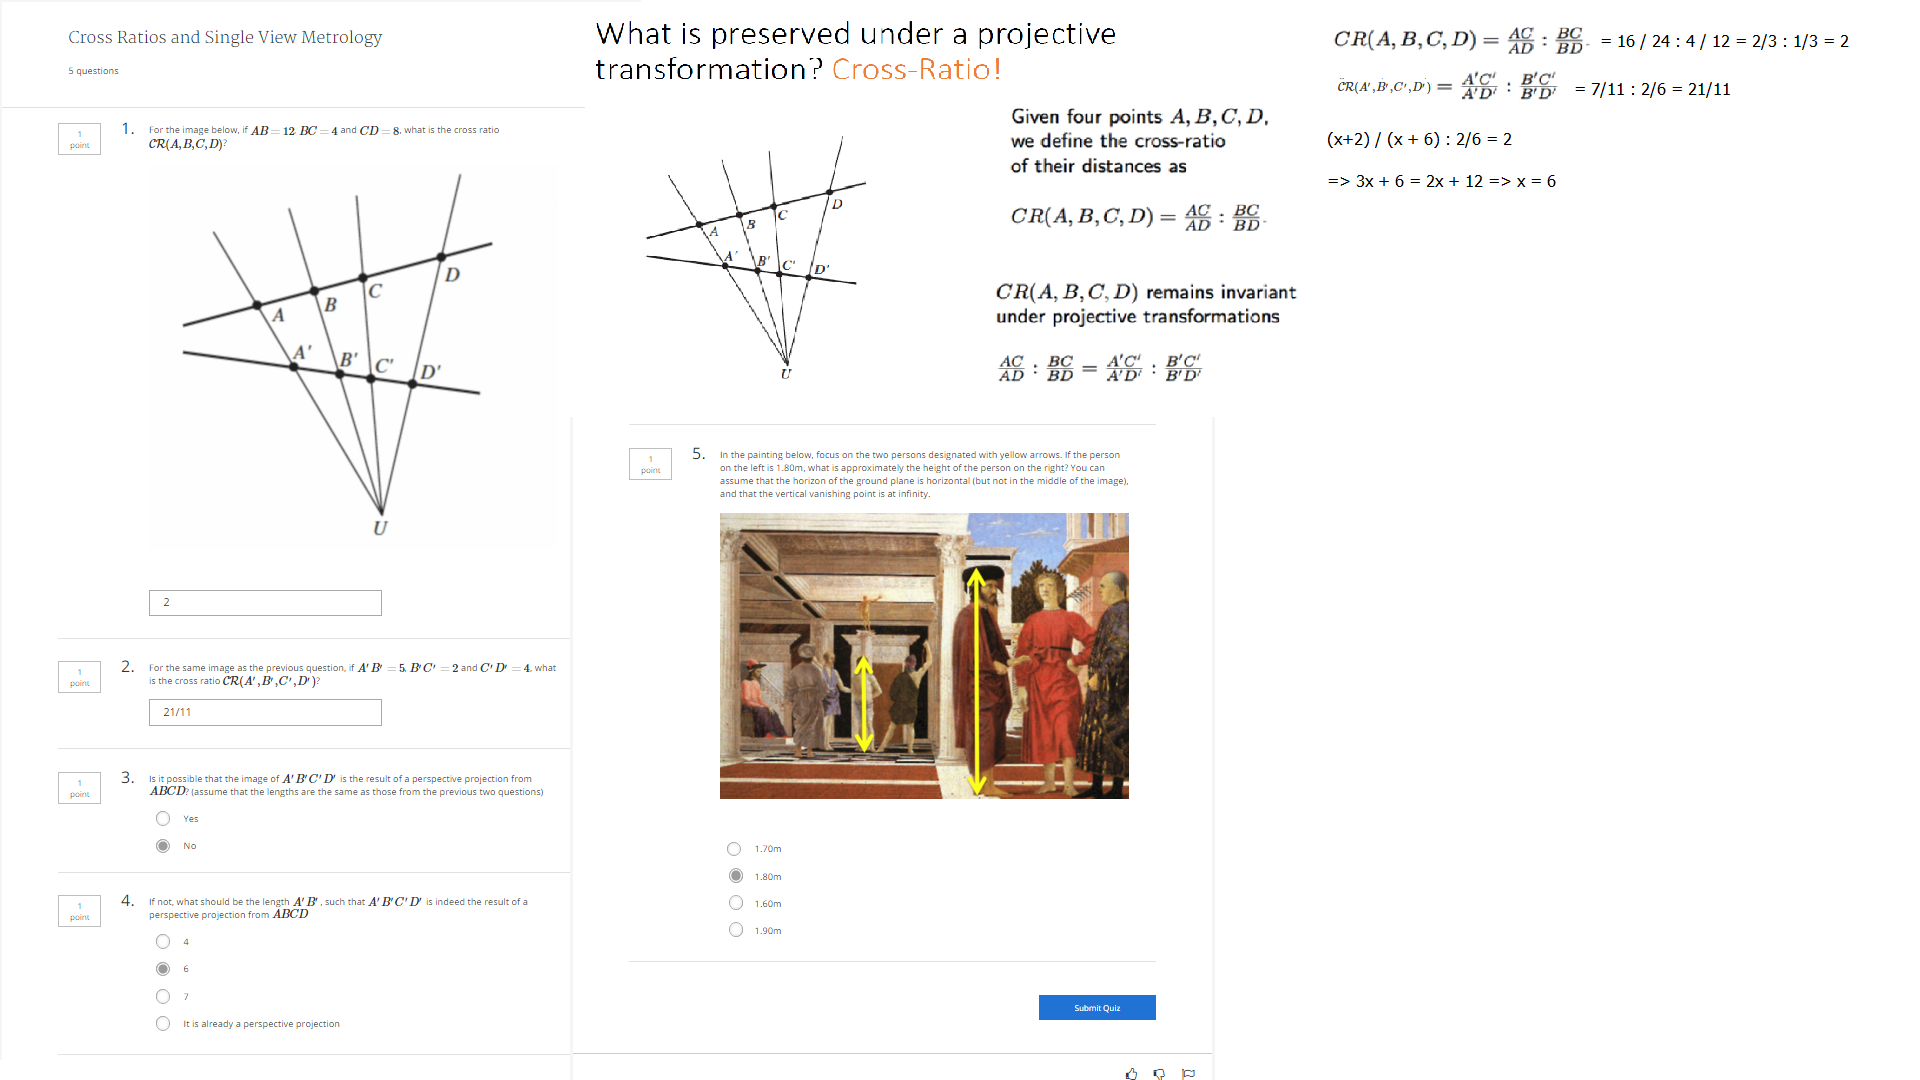 Cross Ratios and Single View Metrology
5 questions
1
point
1.
For the image below, if AB = 12 BC = 4 and CD = 8, what is the cross ratio
CR(A, B, C, D)?
A
B
C
D
A'
B'
C'
D'
U
2
1
point
2.
For the same image as the previous question, if A' B' = 5, B' C' = 2 and C' D' = 4, what
is the cross ratio CR(A', B', C', D')?
21/11
1
point
3.
Is it possible that the image of A' B' C' D' is the result of a perspective projection from
ABCD? (assume that the lengths are the same as those from the previous two questions)
Yes
No
1
point
4.
If not, what should be the length A' B', such that A' B' C' D' is indeed the result of a
perspective projection from ABCD
4
6
7
It is already a perspective projection
What is preserved under a projective
transformation? Cross-Ratio!
A
B
C
D
A'
B'
C'
D'
U
Given four points A, B, C, D,
we define the cross-ratio
of their distances as
CR(A, B, C, D) = AC/AD : BC/BD.
CR(A, B, C, D) remains invariant
under projective transformations
AC/AD : BC/BD = A'C'/A'D' : B'C'/B'D'
1
point
5.
In the painting below, focus on the two persons designated with yellow arrows. If the person
on the left is 1.80m, what is approximately the height of the person on the right? You can
assume that the horizon of the ground plane is horizontal (but not in the middle of the image),
and that the vertical vanishing point is at infinity.
1.70m
1.80m
1.60m
1.90m
Submit Quiz
CR(A, B, C, D) = AC/AD : BC/BD. = 16 / 24 : 4 / 12 = 2/3 : 1/3 = 2
CR(A', B', C', D') = A'C'/A'D' : B'C'/B'D' = 7/11 : 2/6 = 21/11
(x+2) / (x + 6) : 2/6 = 2
=> 3x + 6 = 2x + 12 => x = 6